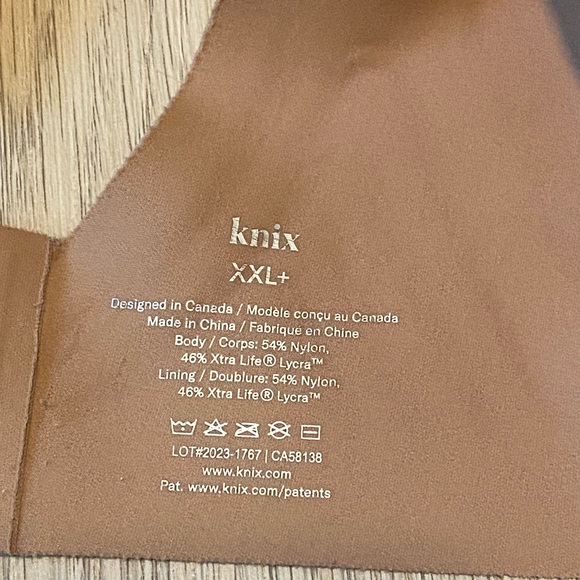 knix
XXL+
Designed in Canada / Modèle conçu au Canada
Made in China / Fabriqué en Chine
Body / Corps: 54% Nylon,
46% Xtra Life® Lycra™
Lining / Doublure: 54% Nylon,
46% Xtra Life® Lycra™
LOT#2023-1767 | CA58138
www.knix.com
Pat. www.knix.com/patents